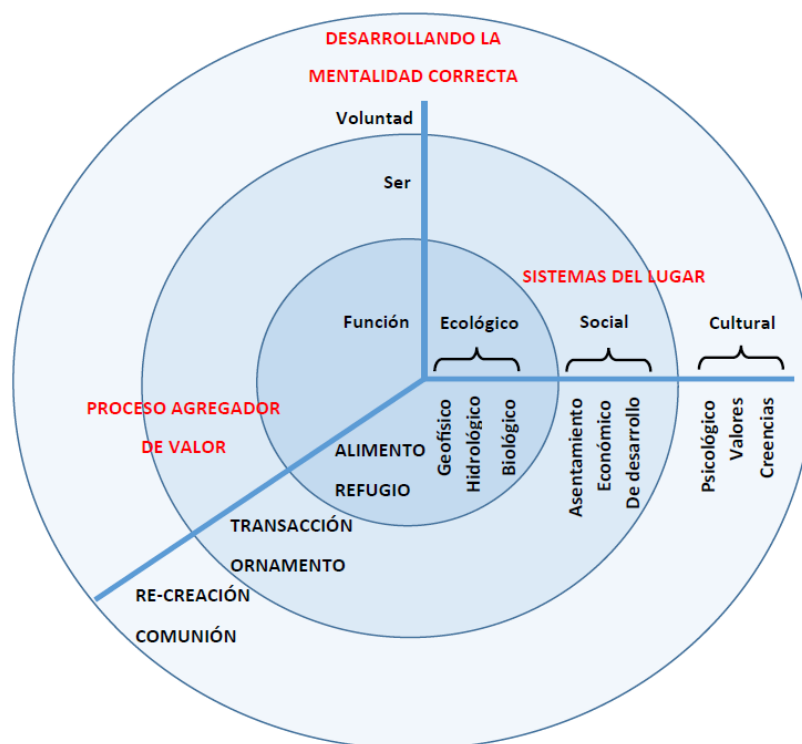 DESARROLLANDO LA
MENTALIDAD CORRECTA
Voluntad
Ser
SISTEMAS DEL LUGAR
Función
Ecológico
Social
Cultural
Geofísico
Hidrológico
Biológico
Asentamiento
Económico
De desarrollo
Psicológico
Valores
Creencias
PROCESO AGREGADOR
DE VALOR
ALIMENTO
REFUGIO
TRANSACCIÓN
ORNAMENTO
RE-CREACIÓN
COMUNIÓN